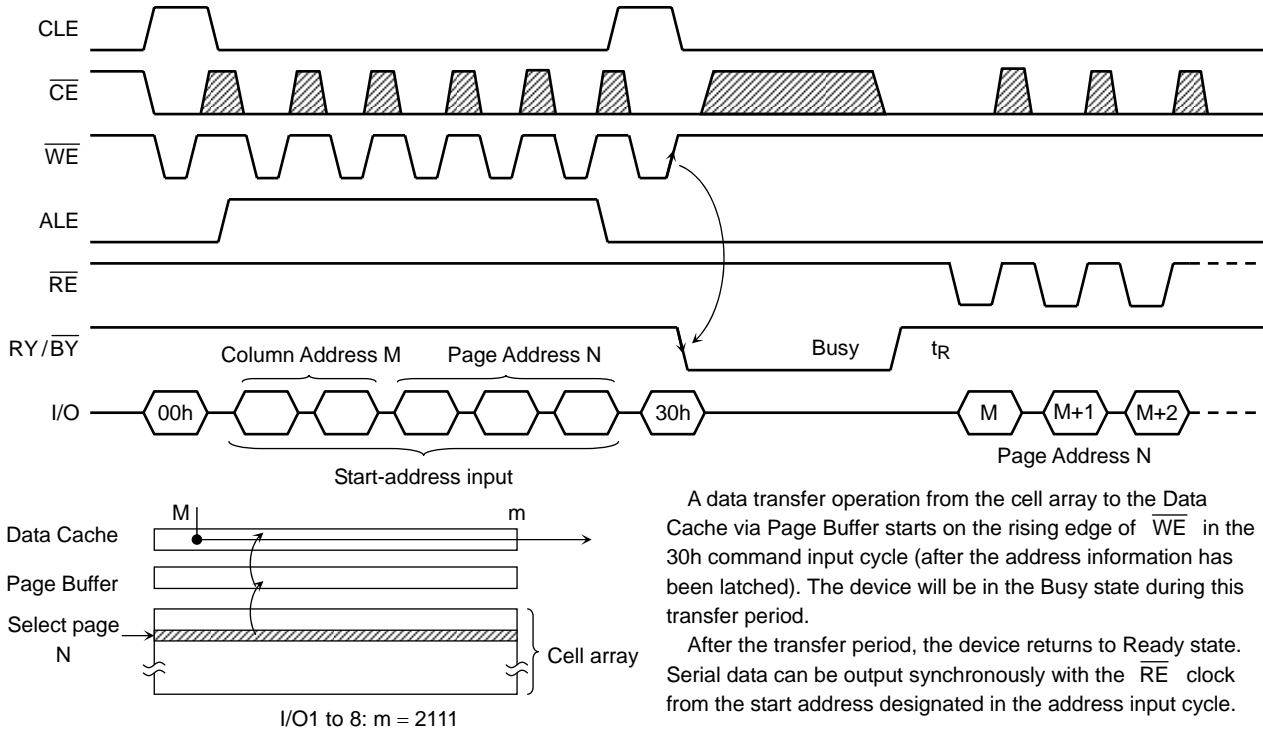 CLE
CE
WE
ALE
RE
RY/BY
Busy
tR
Column Address M
Page Address N
I/O
00h
30h
M
M+1
M+2
Start-address input
Page Address N
M
m
Data Cache
Page Buffer
Select page
N
Cell array
I/O1 to 8: m = 2111
A data transfer operation from the cell array to the Data
Cache via Page Buffer starts on the rising edge of WE in the
30h command input cycle (after the address information has
been latched). The device will be in the Busy state during this
transfer period.
After the transfer period, the device returns to Ready state.
Serial data can be output synchronously with the RE clock
from the start address designated in the address input cycle.